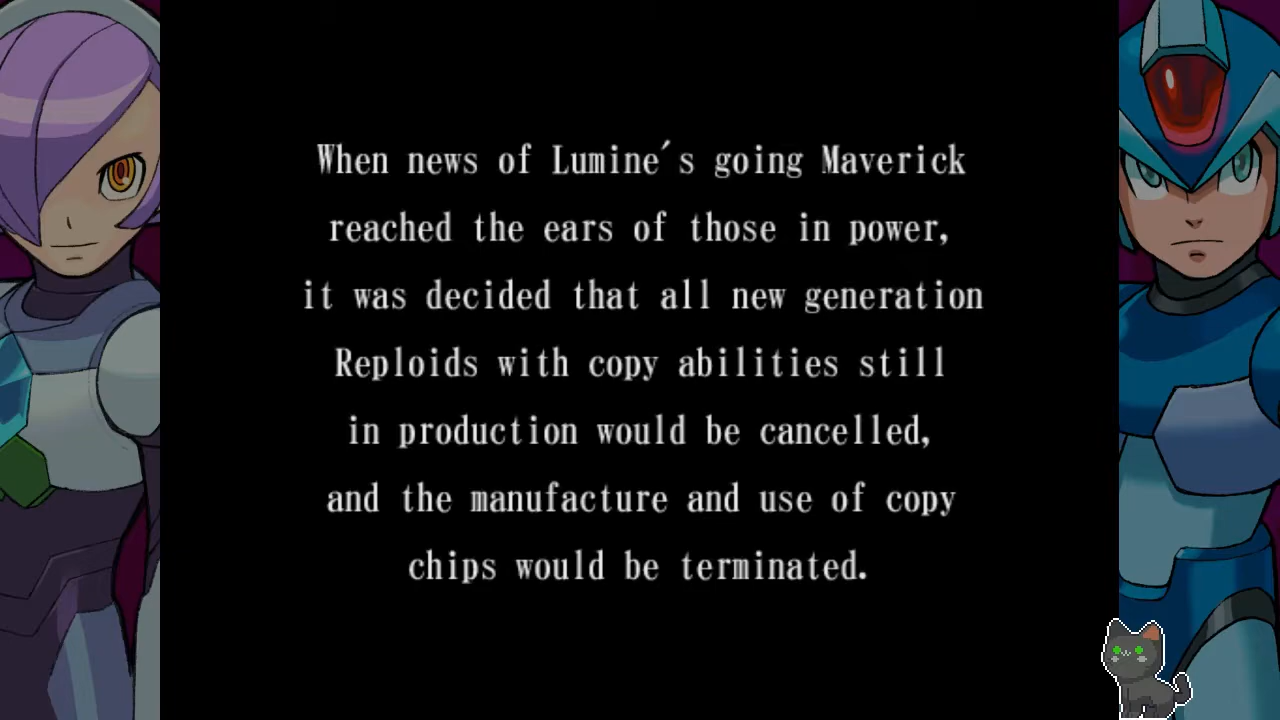 When news of Lumine´s going Maverick
reached the ears of those in power,
it was decided that all new generation
Reploids with copy abilities still
in production would be cancelled,
and the manufacture and use of copy
chips would be terminated.